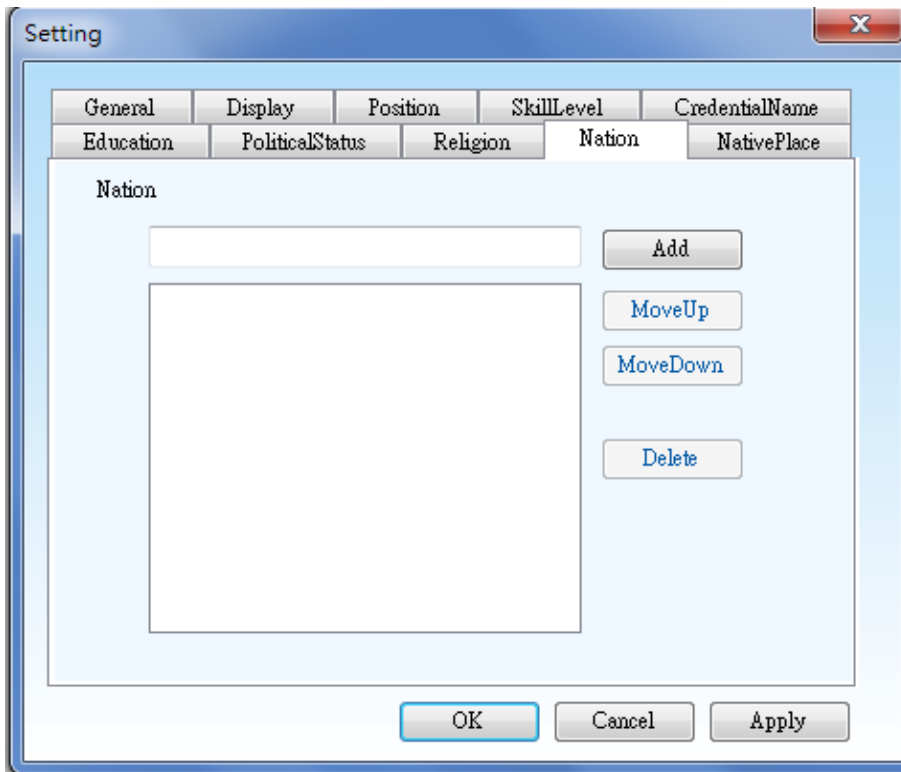 Setting
General Display Position SkillLevel CredentialName
Education PoliticalStatus Religion Nation NativePlace
Nation
Add
MoveUp
MoveDown
Delete
OK Cancel Apply